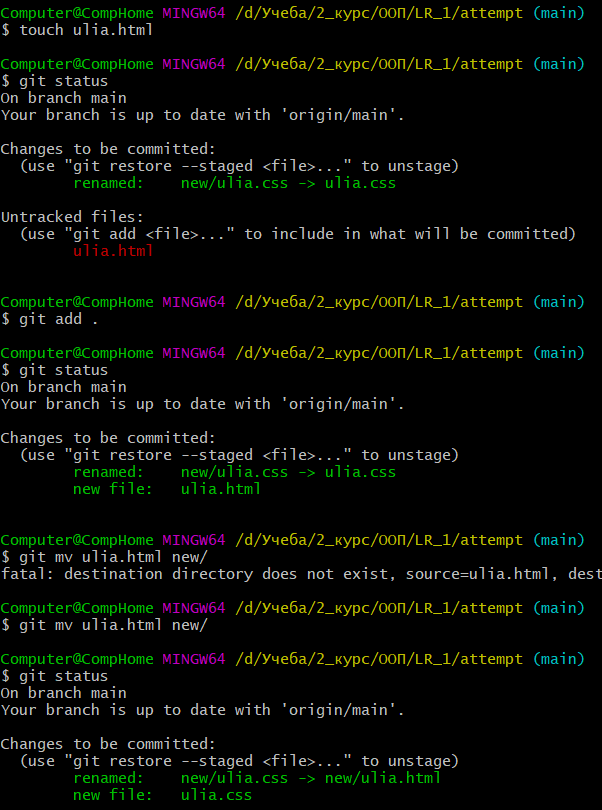 Computer@CompHome MINGW64 /d/Учеба/2_курс/ООП/LR_1/attempt (main)
$ touch ulia.html
Computer@CompHome MINGW64 /d/Учеба/2_курс/ООП/LR_1/attempt (main)
$ git status
On branch main
Your branch is up to date with 'origin/main'.
Changes to be committed:
  (use "git restore --staged <file>..." to unstage)
        renamed:    new/ulia.css -> ulia.css
Untracked files:
  (use "git add <file>..." to include in what will be committed)
        ulia.html
Computer@CompHome MINGW64 /d/Учеба/2_курс/ООП/LR_1/attempt (main)
$ git add .
Computer@CompHome MINGW64 /d/Учеба/2_курс/ООП/LR_1/attempt (main)
$ git status
On branch main
Your branch is up to date with 'origin/main'.
Changes to be committed:
  (use "git restore --staged <file>..." to unstage)
        renamed:    new/ulia.css -> ulia.css
        new file:   ulia.html
Computer@CompHome MINGW64 /d/Учеба/2_курс/ООП/LR_1/attempt (main)
$ git mv ulia.html new/
fatal: destination directory does not exist, source=ulia.html, dest
Computer@CompHome MINGW64 /d/Учеба/2_курс/ООП/LR_1/attempt (main)
$ git mv ulia.html new/
Computer@CompHome MINGW64 /d/Учеба/2_курс/ООП/LR_1/attempt (main)
$ git status
On branch main
Your branch is up to date with 'origin/main'.
Changes to be committed:
  (use "git restore --staged <file>..." to unstage)
        renamed:    new/ulia.css -> new/ulia.html
        new file:   ulia.css